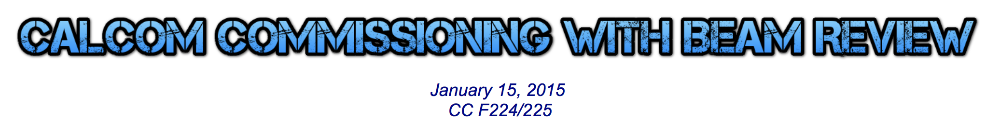 CALCOM COMMISSIONING WITH BEAM REVIEW
January 15, 2015
CC F224/225